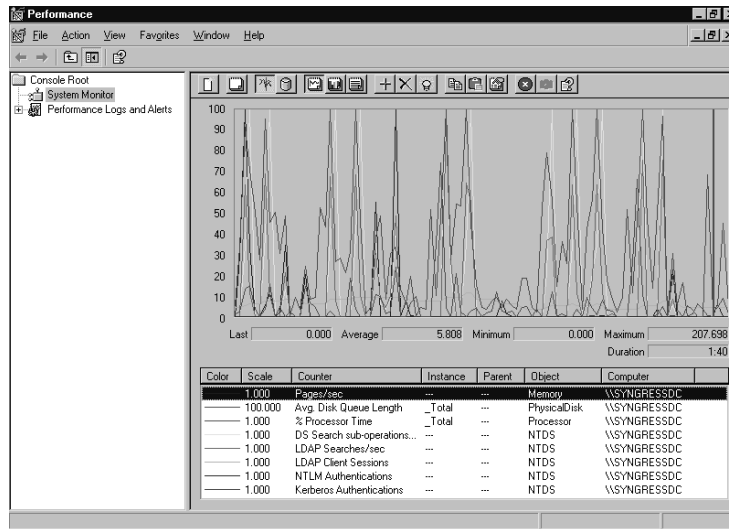 Performance
File Action View Favorites Window Help
Console Root
System Monitor
Performance Logs and Alerts
100
90
80
70
60
50
40
30
20
10
0
Last 0.000 Average 5.808 Minimum 0.000 Maximum 207.698
Duration 1:40
Color Scale Counter Instance Parent Object Computer
1.000 Pages/sec --- --- Memory \\SYNGRESSDC
100.000 Avg. Disk Queue Length _Total --- PhysicalDisk \\SYNGRESSDC
1.000 % Processor Time _Total --- Processor \\SYNGRESSDC
1.000 DS Search sub-operations... --- --- NTDS \\SYNGRESSDC
1.000 LDAP Searches/sec --- --- NTDS \\SYNGRESSDC
1.000 LDAP Client Sessions --- --- NTDS \\SYNGRESSDC
1.000 NTLM Authentications --- --- NTDS \\SYNGRESSDC
1.000 Kerberos Authentications --- --- NTDS \\SYNGRESSDC